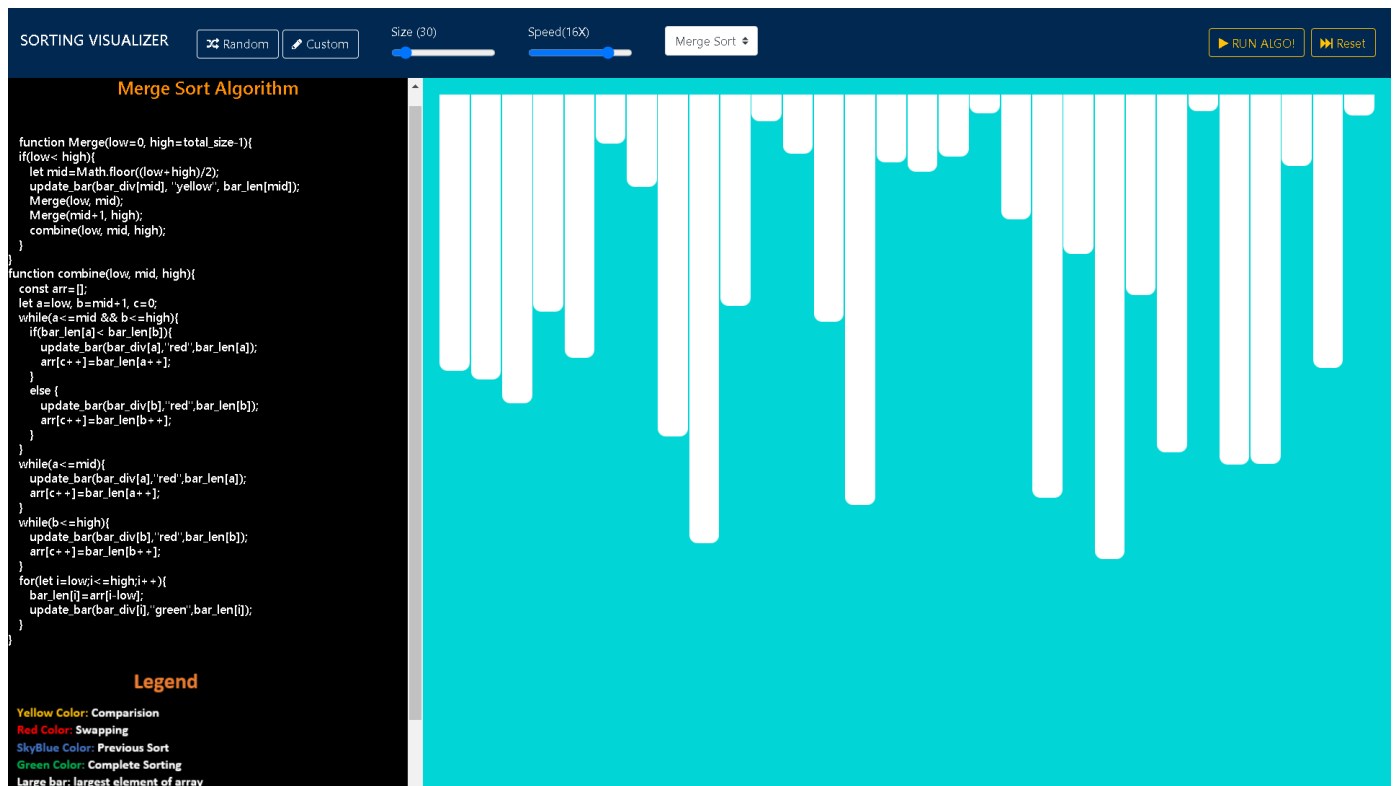 SORTING VISUALIZER
Random
Custom
Size (30)
Speed(16X)
Merge Sort
RUN ALGO!
Reset
Merge Sort Algorithm
function Merge(low=0, high=total_size-1){
if(low< high){
let mid=Math.floor((low+high)/2);
update_bar(bar_div[mid], "yellow", bar_len[mid]);
Merge(low, mid);
Merge(mid+1, high);
combine(low, mid, high);
}
}
function combine(low, mid, high){
const arr=[];
let a=low, b=mid+1, c=0;
while(a<=mid && b<=high){
if(bar_len[a]< bar_len[b]){
update_bar(bar_div[a],"red",bar_len[a]);
arr[c++]=bar_len[a++];
}
else {
update_bar(bar_div[b],"red",bar_len[b]);
arr[c++]=bar_len[b++];
}
}
while(a<=mid){
update_bar(bar_div[a],"red",bar_len[a]);
arr[c++]=bar_len[a++];
}
while(b<=high){
update_bar(bar_div[b],"red",bar_len[b]);
arr[c++]=bar_len[b++];
}
for(let i=low;i<=high;i++){
bar_len[i]=arr[i-low];
update_bar(bar_div[i],"green",bar_len[i]);
}
}
Legend
Yellow Color: Comparision
Red Color: Swapping
SkyBlue Color: Previous Sort
Green Color: Complete Sorting
Large bar: largest element of array